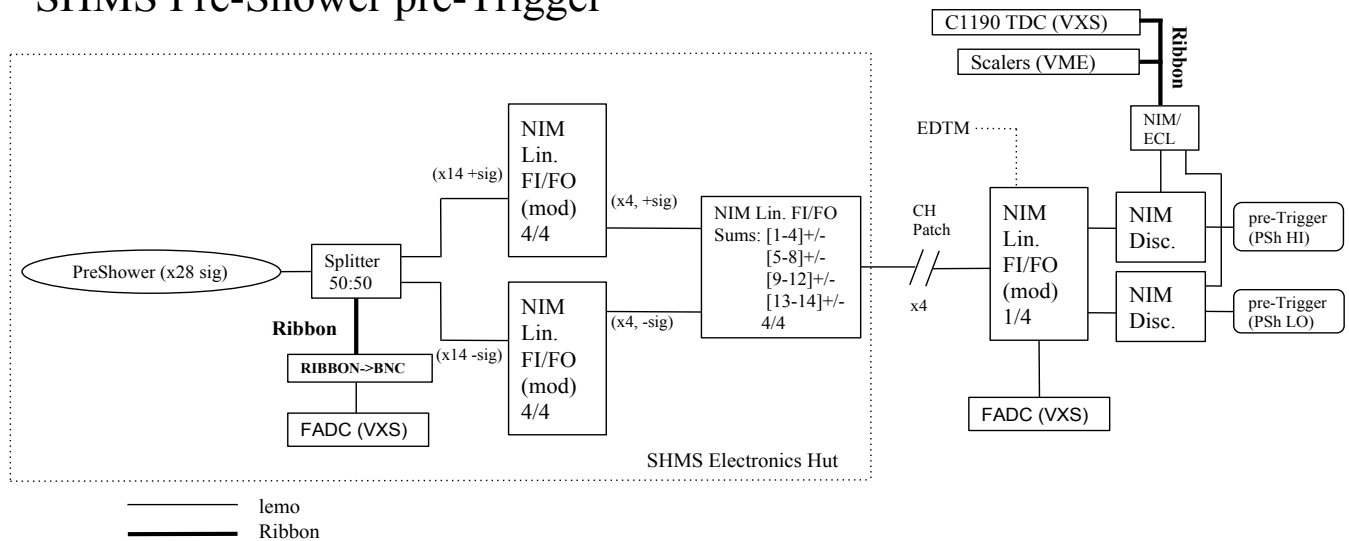 SHMS Pre-Shower pre-Trigger
C1190 TDC (VXS)
Scalers (VME)
Ribbon
NIM/
ECL
EDTM
PreShower (x28 sig)
Splitter
50:50
Ribbon
RIBBON->BNC
FADC (VXS)
(x14 +sig)
(x14 -sig)
NIM
Lin.
FI/FO
(mod)
4/4
NIM
Lin.
FI/FO
(mod)
4/4
(x4, +sig)
(x4, -sig)
NIM Lin. FI/FO
Sums: [1-4]+/-
[5-8]+/-
[9-12]+/-
[13-14]+/-
4/4
SHMS Electronics Hut
CH
Patch
x4
NIM
Lin.
FI/FO
(mod)
1/4
FADC (VXS)
NIM
Disc.
NIM
Disc.
pre-Trigger
(PSh HI)
pre-Trigger
(PSh LO)
lemo
Ribbon